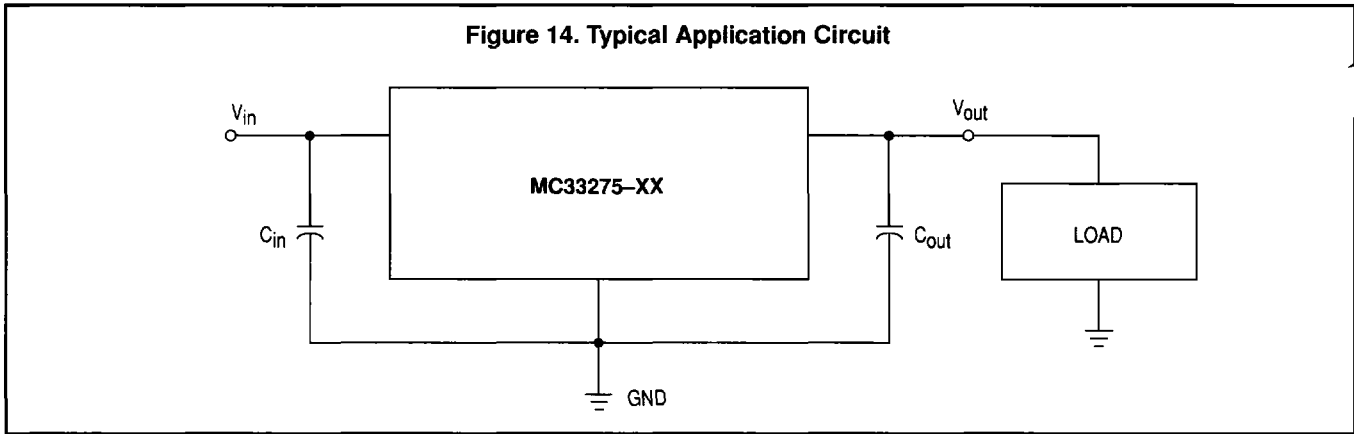 Figure 14. Typical Application Circuit
Vin
Vout
MC33275–XX
Cin
Cout
LOAD
GND